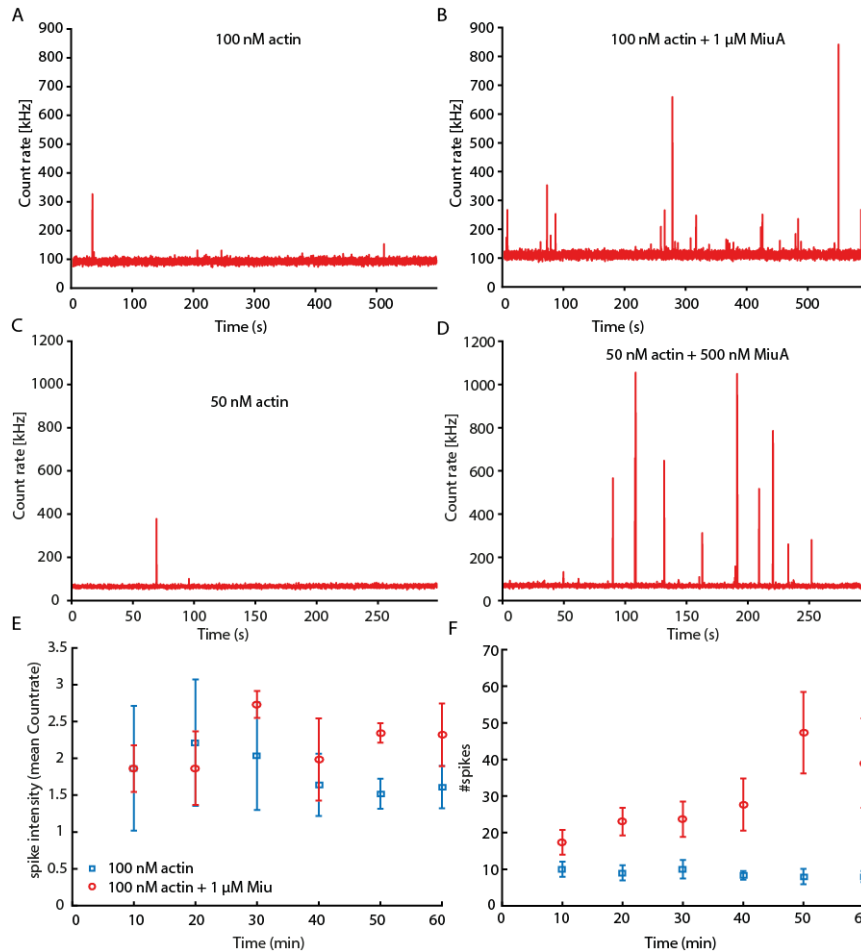 A
100 nM actin
Count rate [kHz]
900
800
700
600
500
400
300
200
100
0
0 100 200 300 400 500
Time (s)
B
100 nM actin + 1 µM MiuA
Count rate [kHz]
900
800
700
600
500
400
300
200
100
0
0 100 200 300 400 500
Time (s)
C
50 nM actin
Count rate [kHz]
1200
1000
800
600
400
200
0
0 50 100 150 200 250
Time (s)
D
50 nM actin + 500 nM MiuA
Count rate [kHz]
1200
1000
800
600
400
200
0
0 50 100 150 200 250
Time (s)
E
spike intensity (mean Countrate)
3.5
3
2.5
2
1.5
1
0.5
0
100 nM actin
100 nM actin + 1 µM Miu
0 10 20 30 40 50 60
Time (min)
F
#spikes
70
60
50
40
30
20
10
0
0 10 20 30 40 50 60
Time (min)